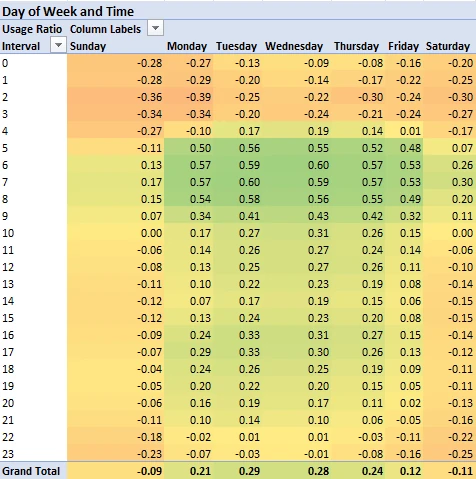 Day of Week and Time
Usage Ratio Column Labels
Interval Sunday Monday Tuesday Wednesday Thursday Friday Saturday
0 -0.28 -0.27 -0.13 -0.09 -0.08 -0.16 -0.20
1 -0.28 -0.29 -0.20 -0.14 -0.17 -0.22 -0.25
2 -0.36 -0.39 -0.25 -0.22 -0.30 -0.24 -0.30
3 -0.34 -0.34 -0.20 -0.24 -0.21 -0.24 -0.27
4 -0.27 -0.10 0.17 0.19 0.14 0.01 -0.17
5 -0.11 0.50 0.56 0.55 0.52 0.48 0.07
6 0.13 0.57 0.59 0.60 0.57 0.53 0.26
7 0.17 0.57 0.60 0.59 0.57 0.53 0.30
8 0.15 0.54 0.58 0.56 0.55 0.49 0.20
9 0.07 0.34 0.41 0.43 0.42 0.32 0.11
10 0.00 0.17 0.27 0.31 0.26 0.15 0.00
11 -0.06 0.14 0.26 0.27 0.24 0.14 -0.06
12 -0.08 0.13 0.25 0.27 0.26 0.11 -0.10
13 -0.11 0.10 0.22 0.23 0.19 0.08 -0.14
14 -0.12 0.07 0.17 0.19 0.15 0.06 -0.15
15 -0.12 0.13 0.24 0.23 0.20 0.08 -0.15
16 -0.09 0.24 0.33 0.31 0.27 0.15 -0.14
17 -0.07 0.29 0.33 0.30 0.26 0.13 -0.12
18 -0.04 0.24 0.26 0.25 0.19 0.09 -0.11
19 -0.05 0.20 0.22 0.20 0.15 0.05 -0.11
20 -0.06 0.16 0.19 0.17 0.11 0.02 -0.13
21 -0.11 0.10 0.14 0.10 0.06 -0.05 -0.16
22 -0.18 -0.02 0.01 0.01 -0.03 -0.11 -0.22
23 -0.23 -0.07 -0.03 -0.01 -0.08 -0.16 -0.25
Grand Total -0.09 0.21 0.29 0.28 0.24 0.12 -0.11